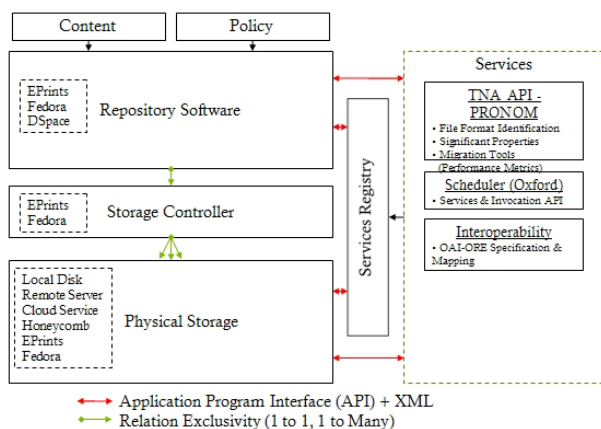 Content
Policy
EPrints
Fedora
DSpace
Repository Software
EPrints
Fedora
Storage Controller
Local Disk
Remote Server
Cloud Service
Honeycomb
EPrints
Fedora
Physical Storage
Services Registry
Services
TNA API -
PRONOM
• File Format Identification
• Significant Properties
• Migration Tools
(Performance Metrics)
Scheduler (Oxford)
• Services & Invocation API
Interoperability
• OAI-ORE Specification &
Mapping
Application Program Interface (API) + XML
Relation Exclusivity (1 to 1, 1 to Many)